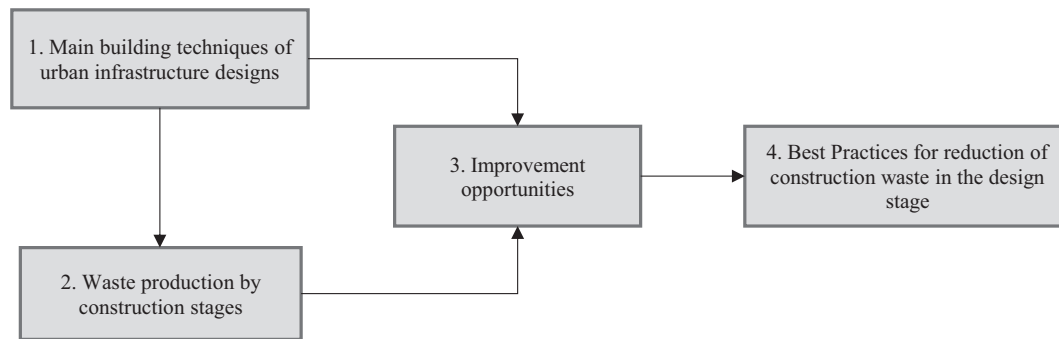 1. Main building techniques of
urban infrastructure designs
2. Waste production by
construction stages
3. Improvement
opportunities
4. Best Practices for reduction of
construction waste in the design
stage